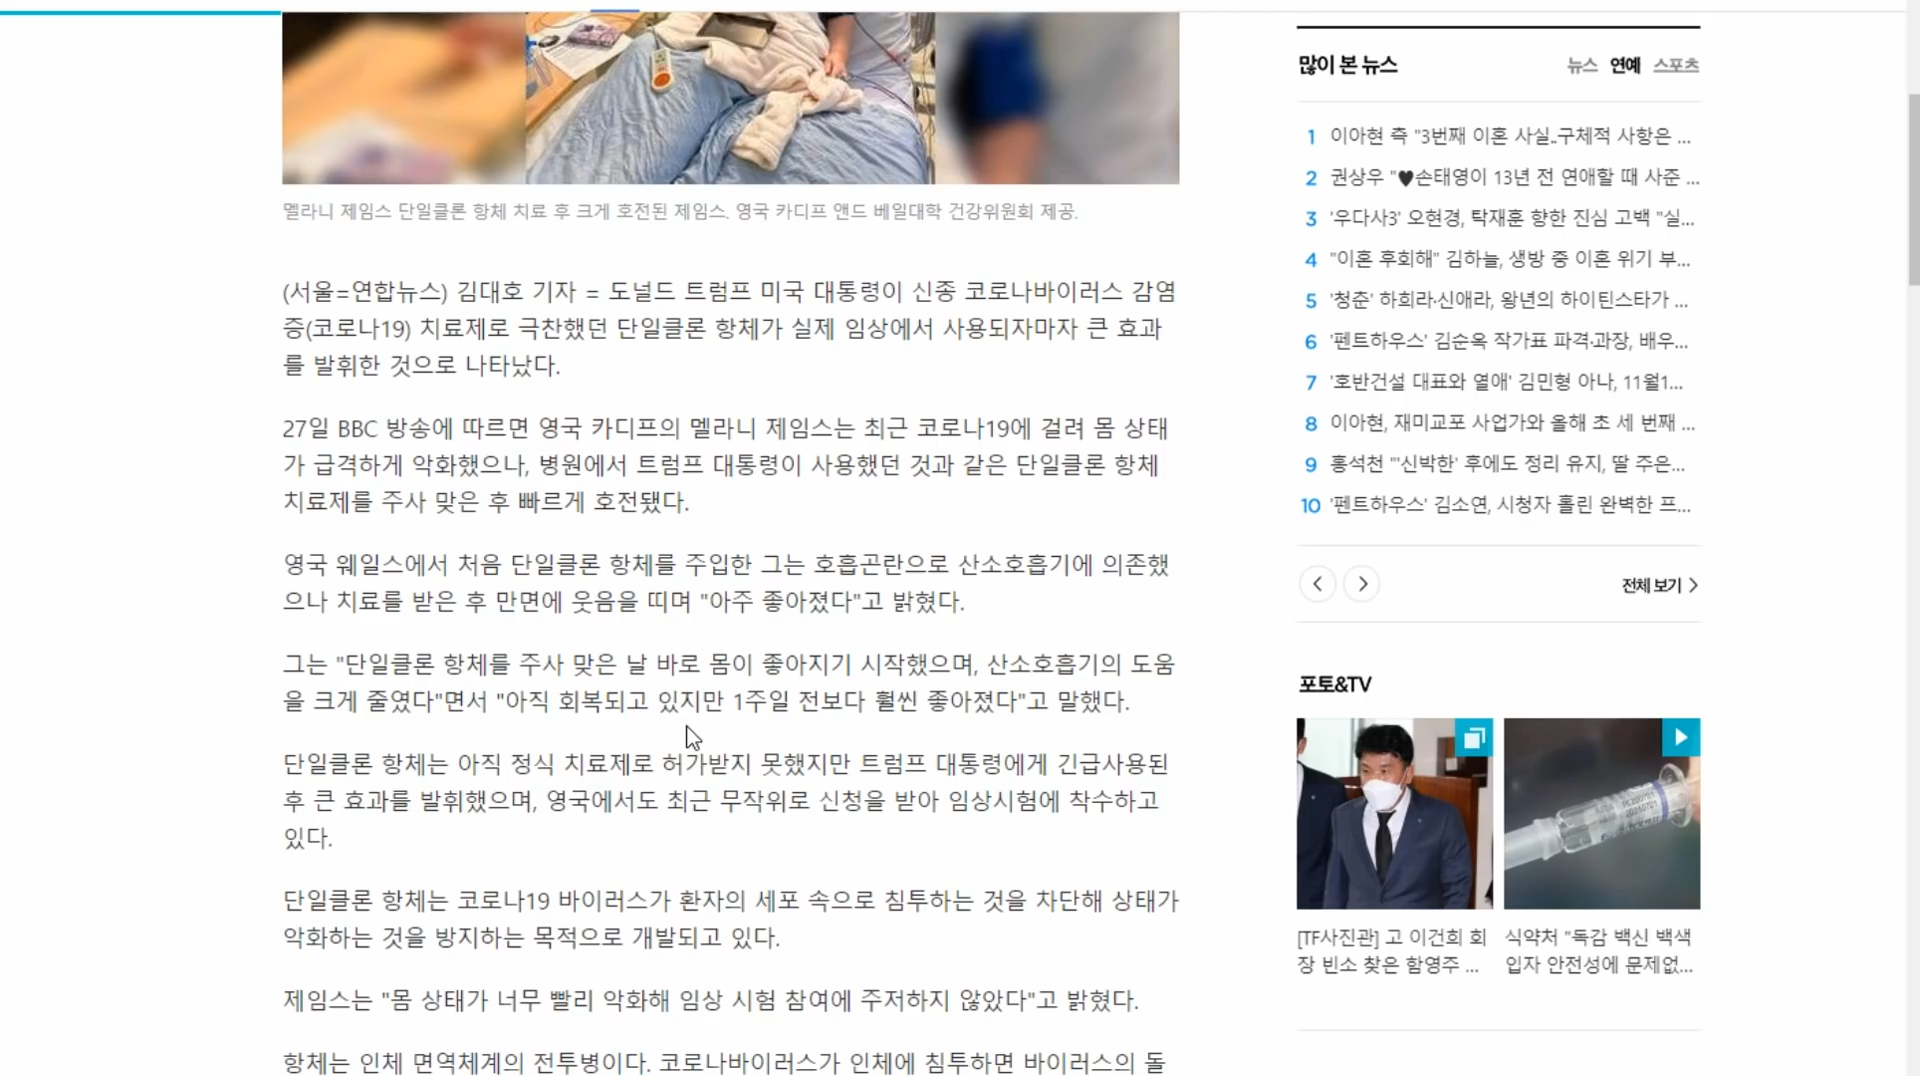 멜라니 제임스 단일클론 항체 치료 후 크게 호전된 제임스. 영국 카디프 앤드 베일대학 건강위원회 제공.
(서울=연합뉴스) 김대호 기자 = 도널드 트럼프 미국 대통령이 신종 코로나바이러스 감염
증(코로나19) 치료제로 극찬했던 단일클론 항체가 실제 임상에서 사용되자마자 큰 효과
를 발휘한 것으로 나타났다.
27일 BBC 방송에 따르면 영국 카디프의 멜라니 제임스는 최근 코로나19에 걸려 몸 상태
가 급격하게 악화했으나, 병원에서 트럼프 대통령이 사용했던 것과 같은 단일클론 항체
치료제를 주사 맞은 후 빠르게 호전됐다.
영국 웨일스에서 처음 단일클론 항체를 주입한 그는 호흡곤란으로 산소호흡기에 의존했
으나 치료를 받은 후 만면에 웃음을 띠며 "아주 좋아졌다"고 밝혔다.
그는 "단일클론 항체를 주사 맞은 날 바로 몸이 좋아지기 시작했으며, 산소호흡기의 도움
을 크게 줄였다"면서 "아직 회복되고 있지만 1주일 전보다 훨씬 좋아졌다"고 말했다.
단일클론 항체는 아직 정식 치료제로 허가받지 못했지만 트럼프 대통령에게 긴급사용된
후 큰 효과를 발휘했으며, 영국에서도 최근 무작위로 신청을 받아 임상시험에 착수하고
있다.
단일클론 항체는 코로나19 바이러스가 환자의 세포 속으로 침투하는 것을 차단해 상태가
악화하는 것을 방지하는 목적으로 개발되고 있다.
제임스는 "몸 상태가 너무 빨리 악화해 임상 시험 참여에 주저하지 않았다"고 밝혔다.
항체는 인체 면역체계의 전투병이다. 코로나바이러스가 인체에 침투하면 바이러스의 돌
많이 본 뉴스
뉴스 연예 스포츠
1 이아현 측 "3번째 이혼 사실..구체적 사항은 ...
2 권상우 "♥손태영이 13년 전 연애할 때 사준 ...
3 '우다사3' 오현경, 탁재훈 향한 진심 고백 "실...
4 "이혼 후회해" 김하늘, 생방 중 이혼 위기 부...
5 '청춘' 하희라·신애라, 왕년의 하이틴스타가 ...
6 '펜트하우스' 김순옥 작가표 파격·과장, 배우...
7 '호반건설 대표와 열애' 김민형 아나, 11월1...
8 이아현, 재미교포 사업가와 올해 초 세 번째 ...
9 홍석천 "'신박한' 후에도 정리 유지, 딸 주은...
10 '펜트하우스' 김소연, 시청자 홀린 완벽한 프...
전체 보기
포토&TV
[TF사진관] 고 이건희 회
장 빈소 찾은 함영주 ...
식약처 "독감 백신 백색
입자 안전성에 문제없...